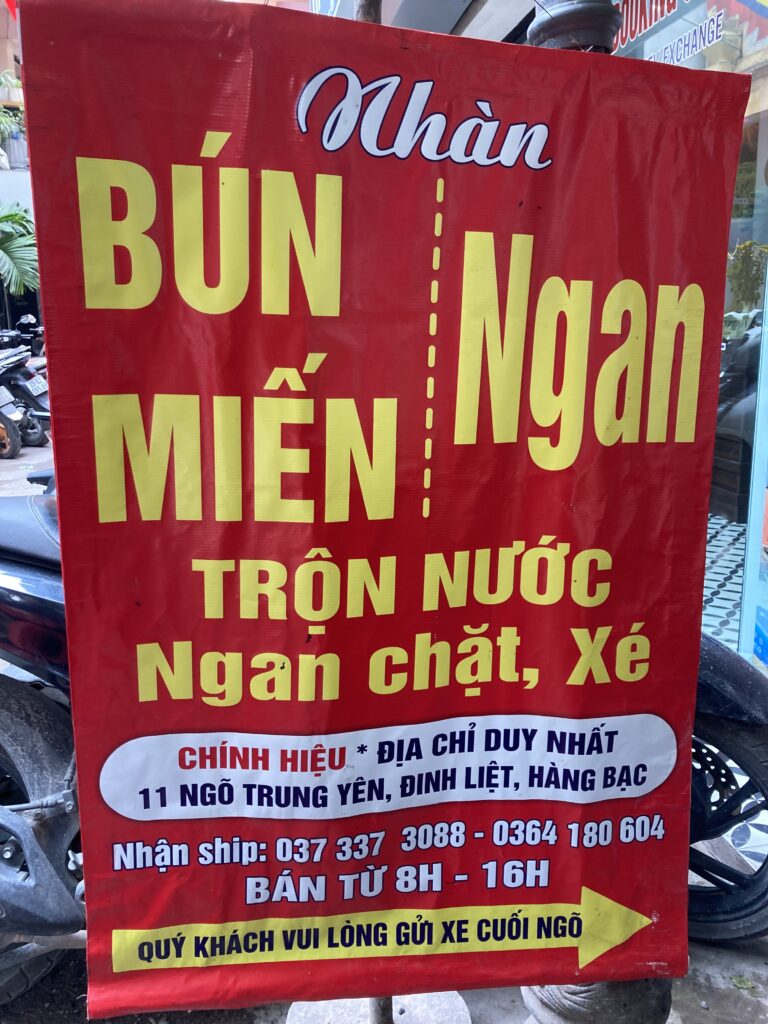 Nhàn
BÚN
MIẾN
Ngan
TRỘN NƯỚC
Ngan chặt, Xé
CHÍNH HIỆU * ĐỊA CHỈ DUY NHẤT
11 NGÕ TRUNG YÊN, ĐINH LIỆT, HÀNG BẠC
Nhận ship: 037 337 3088 - 0364 180 604
BÁN TỪ 8H - 16H
QUÝ KHÁCH VUI LÒNG GỬI XE CUỐI NGÕ
EXCHANGE